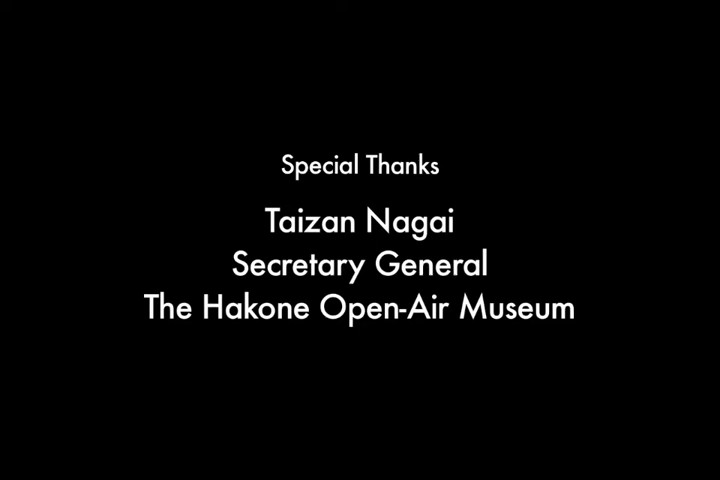 Special Thanks
Taizan Nagai
Secretary General
The Hakone Open-Air Museum